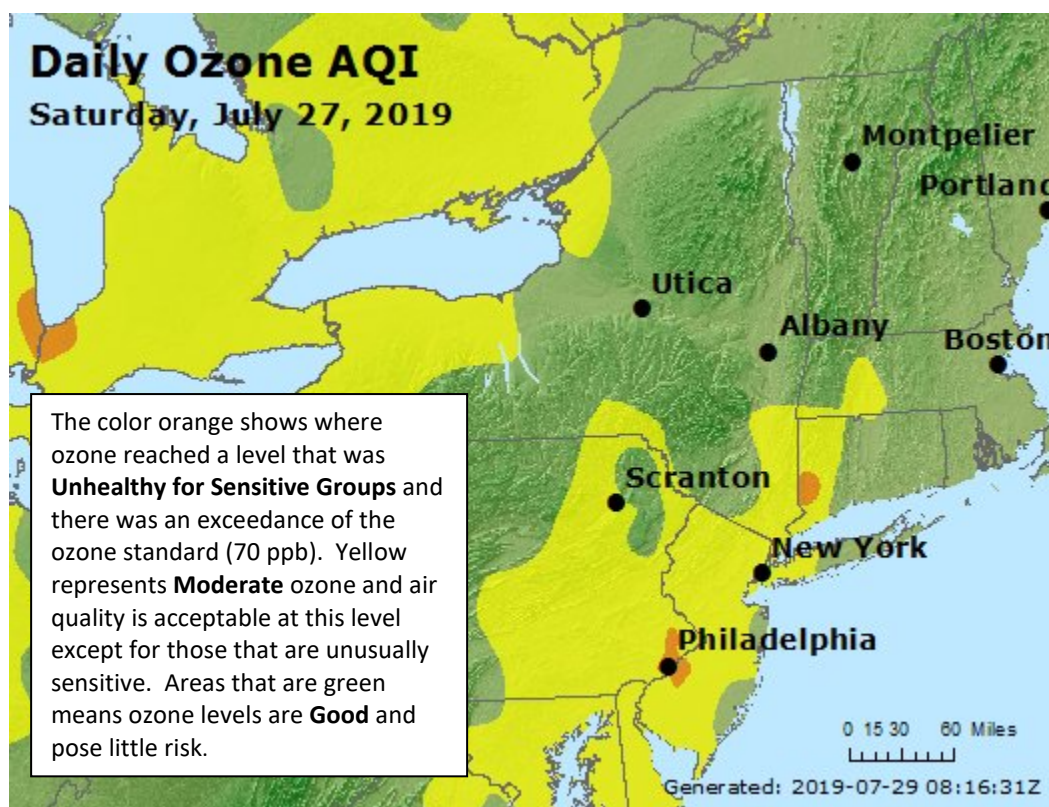 Daily Ozone AQI
Saturday, July 27, 2019
Montpelier
Portland
Utica
Albany
Boston
Scranton
New York
Philadelphia
The color orange shows where
ozone reached a level that was
Unhealthy for Sensitive Groups and
there was an exceedance of the
ozone standard (70 ppb).  Yellow
represents Moderate ozone and air
quality is acceptable at this level
except for those that are unusually
sensitive.  Areas that are green
means ozone levels are Good and
pose little risk.
0 15 30 60 Miles
Generated: 2019-07-29 08:16:31Z